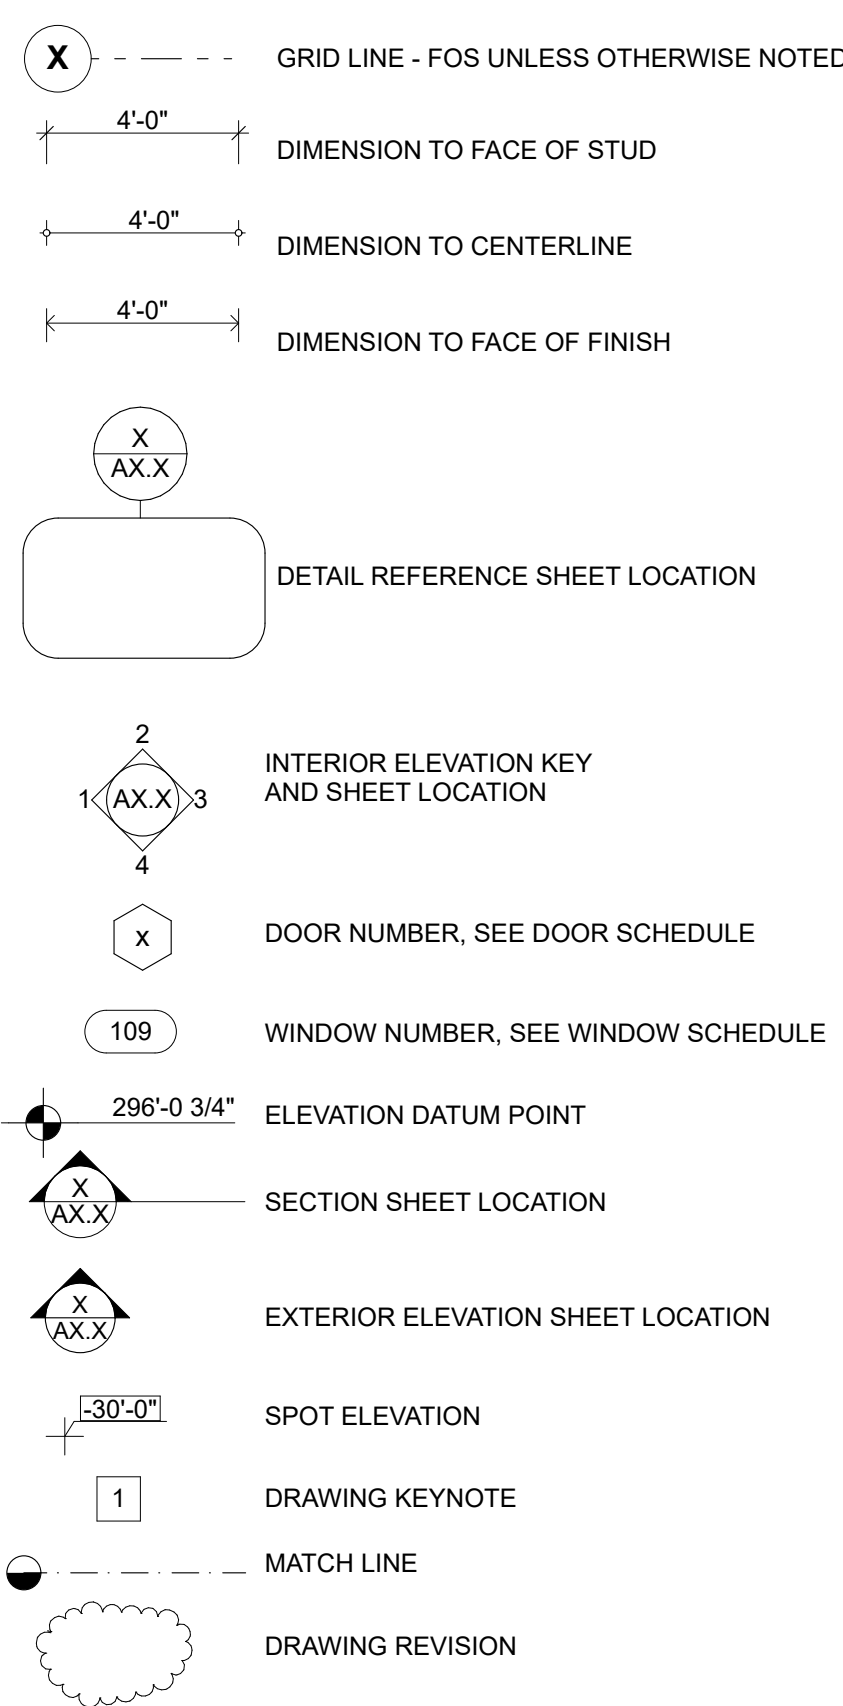 X GRID LINE - FOS UNLESS OTHERWISE NOTED
4'-0"
DIMENSION TO FACE OF STUD
4'-0"
DIMENSION TO CENTERLINE
4'-0"
DIMENSION TO FACE OF FINISH
X
AX.X
DETAIL REFERENCE SHEET LOCATION
2
INTERIOR ELEVATION KEY
1 AX.X 3 AND SHEET LOCATION
4
x DOOR NUMBER, SEE DOOR SCHEDULE
109 WINDOW NUMBER, SEE WINDOW SCHEDULE
296'-0 3/4" ELEVATION DATUM POINT
X
AX.X
SECTION SHEET LOCATION
X
AX.X
EXTERIOR ELEVATION SHEET LOCATION
-30'-0" SPOT ELEVATION
1 DRAWING KEYNOTE
MATCH LINE
DRAWING REVISION